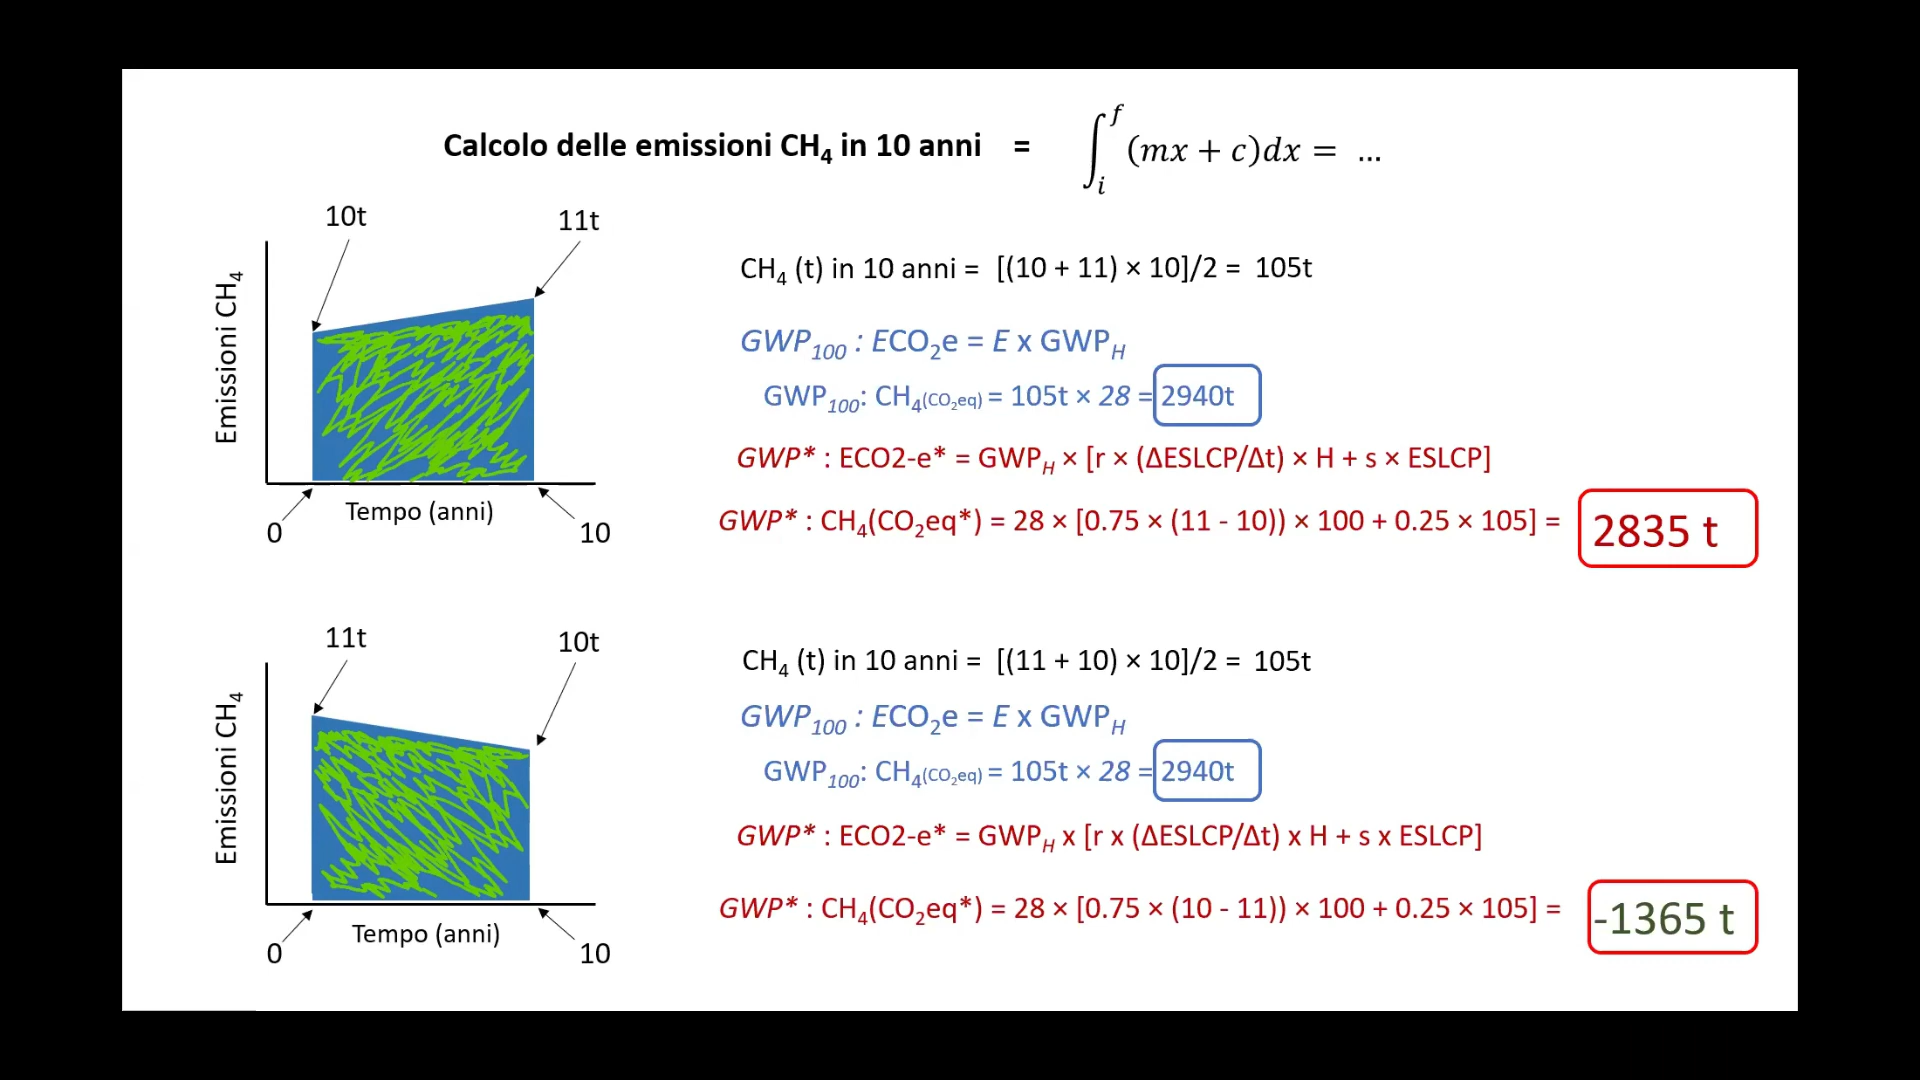 Calcolo delle emissioni CH₄ in 10 anni = ∫ᵢᶠ (mx + c)dx = ...
10t
11t
Emissioni CH₄
CH₄ (t) in 10 anni = [(10 + 11) × 10]/2 = 105t
GWP₁₀₀ : ECO₂e = E x GWP_H
GWP₁₀₀: CH₄(CO₂eq) = 105t × 28 = 2940t
GWP* : ECO2-e* = GWP_H × [r × (ΔESLCP/Δt) × H + s × ESLCP]
GWP* : CH₄(CO₂eq*) = 28 × [0.75 × (11 - 10)) × 100 + 0.25 × 105] = 2835 t
Tempo (anni)
0
10
11t
10t
Emissioni CH₄
CH₄ (t) in 10 anni = [(11 + 10) × 10]/2 = 105t
GWP₁₀₀ : ECO₂e = E x GWP_H
GWP₁₀₀: CH₄(CO₂eq) = 105t × 28 = 2940t
GWP* : ECO2-e* = GWP_H x [r x (ΔESLCP/Δt) x H + s x ESLCP]
GWP* : CH₄(CO₂eq*) = 28 × [0.75 × (10 - 11)) × 100 + 0.25 × 105] = -1365 t
Tempo (anni)
0
10